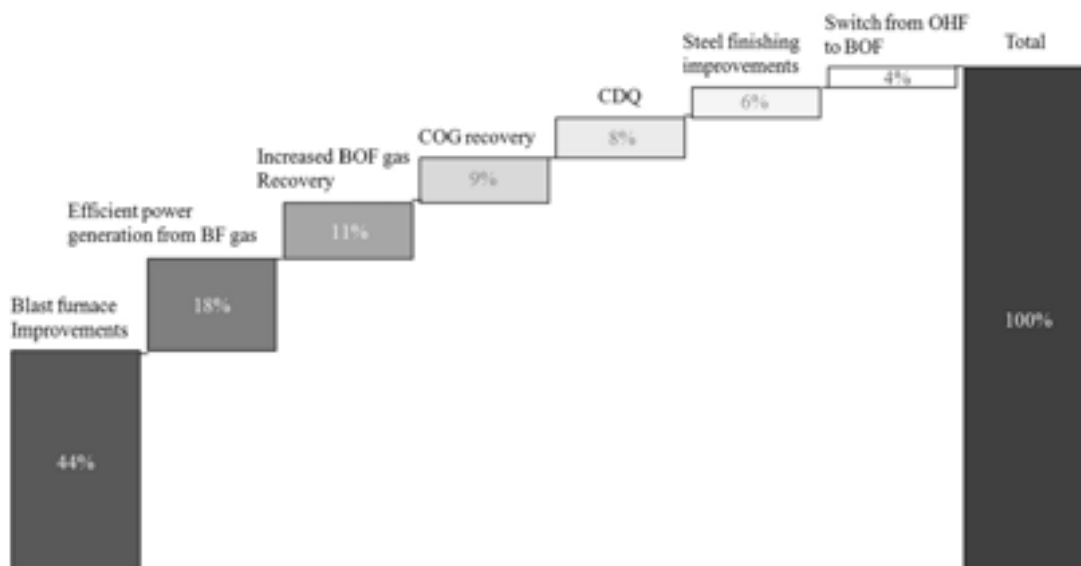 Switch from OHF
to BOF
Total
Steel finishing
improvements
4%
CDQ
6%
COG recovery
8%
Increased BOF gas
Recovery
9%
Efficient power
generation from BF gas
11%
Blast furnace
Improvements
18%
100%
44%